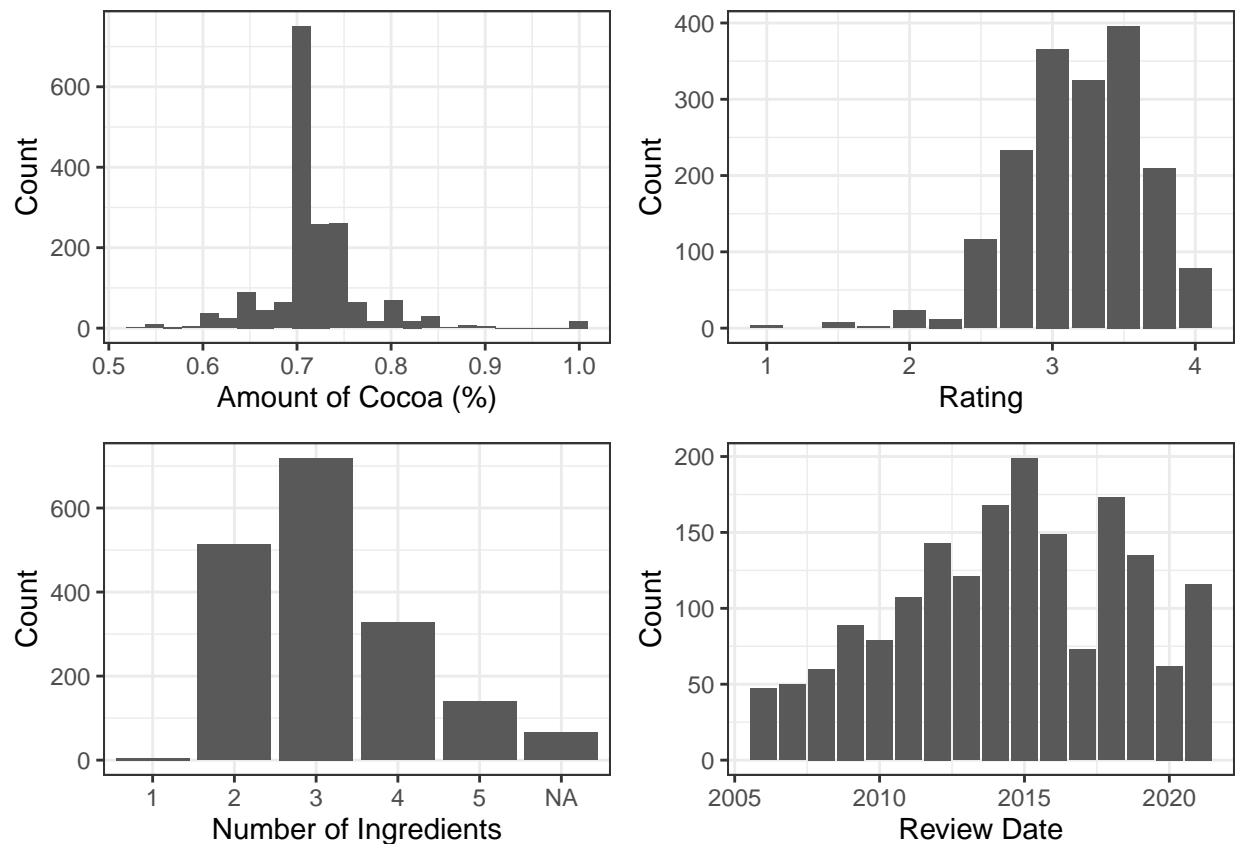 Count
600
400
200
0
0.5 0.6 0.7 0.8 0.9 1.0
Amount of Cocoa (%)
Count
400
300
200
100
0
1 2 3 4
Rating
Count
600
400
200
0
1 2 3 4 5 NA
Number of Ingredients
Count
200
150
100
50
0
2005 2010 2015 2020
Review Date